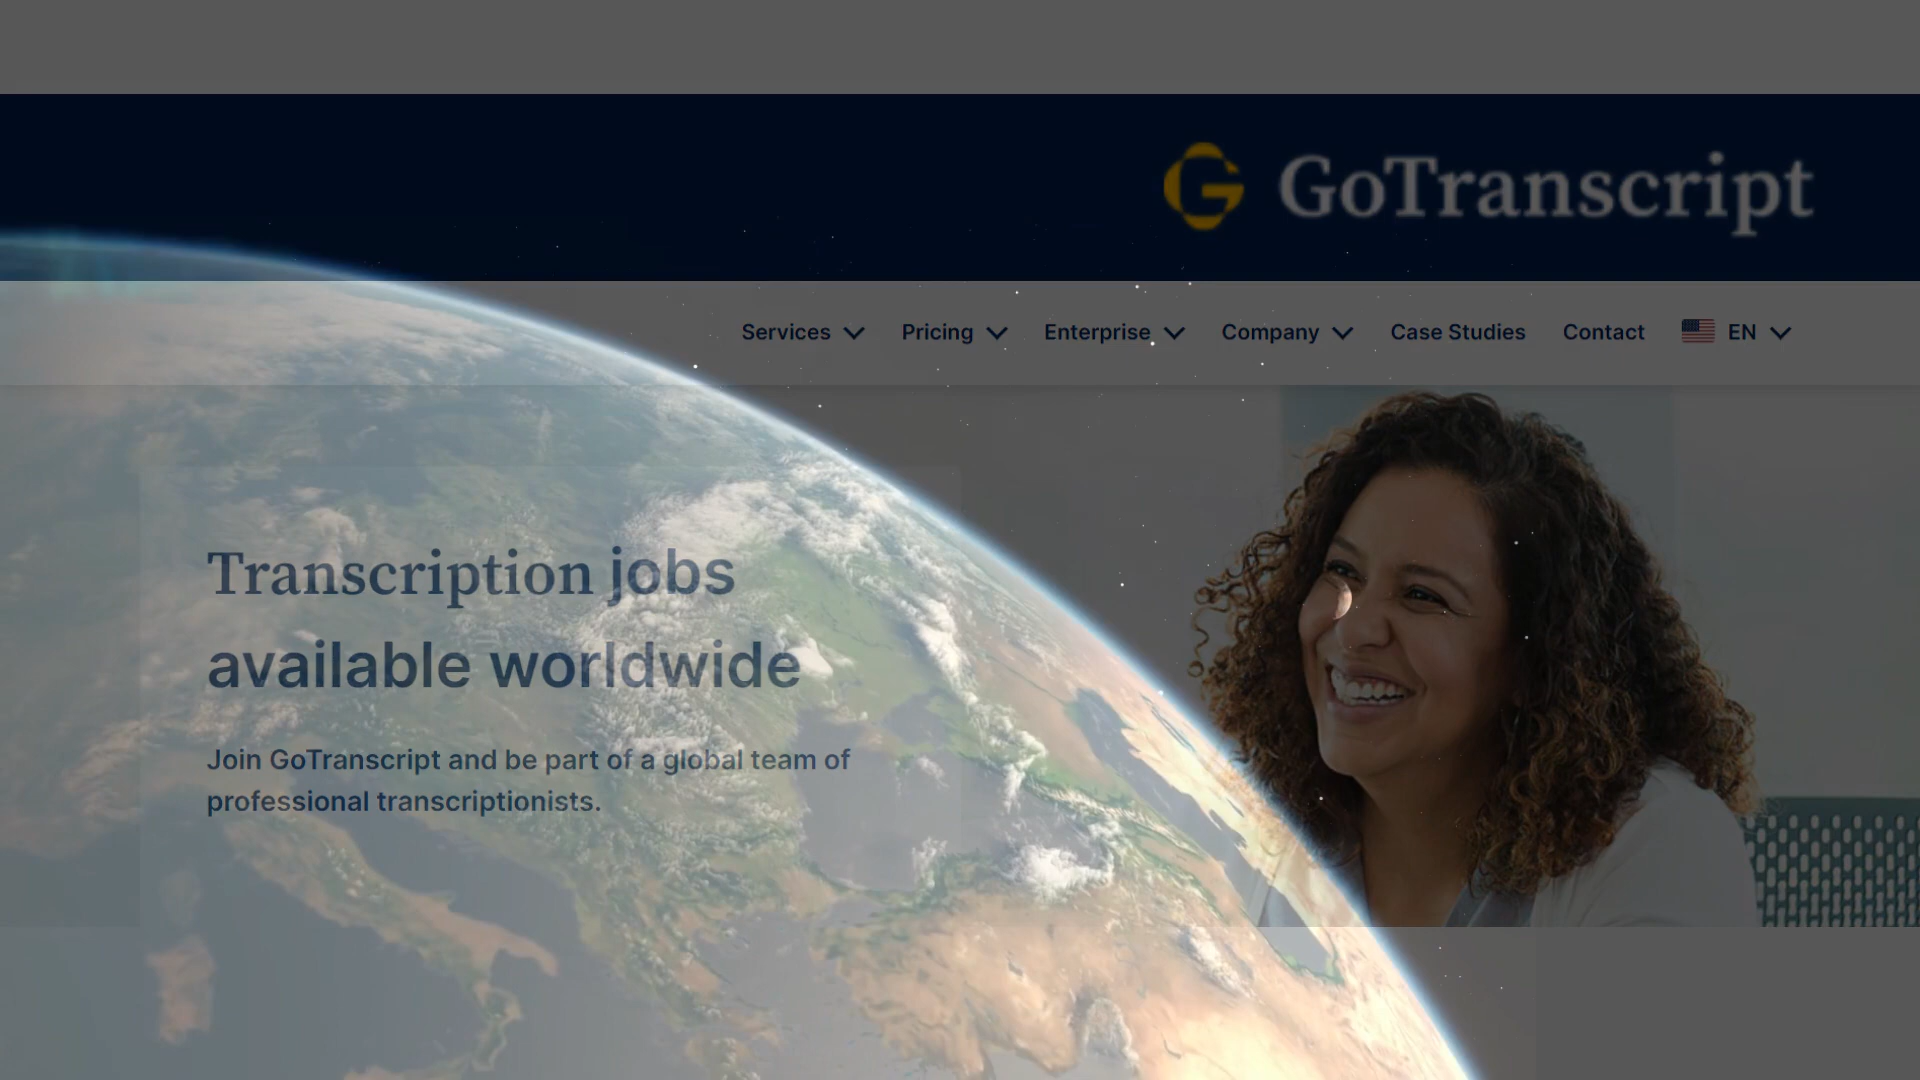 GoTranscript
Services Pricing Enterprise Company Case Studies Contact EN
Transcription jobs
available worldwide
Join GoTranscript and be part of a global team of
professional transcriptionists.